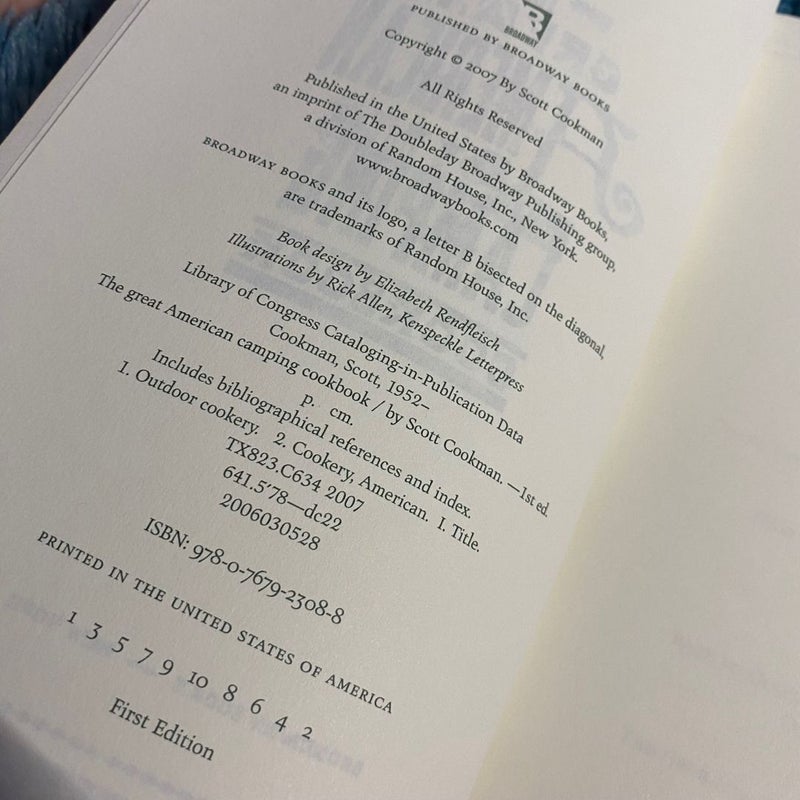 B
BROADWAY
PUBLISHED BY BROADWAY BOOKS
Copyright © 2007 By Scott Cookman
All Rights Reserved
Published in the United States by Broadway Books,
an imprint of The Doubleday Broadway Publishing group,
a division of Random House, Inc., New York.
www.broadwaybooks.com
BROADWAY BOOKS and its logo, a letter B bisected on the diagonal,
are trademarks of Random House, Inc.
Book design by Elizabeth Rendfleisch
Illustrations by Rick Allen, Kenspeckle Letterpress
Library of Congress Cataloging-in-Publication Data
Cookman, Scott, 1952–
The great American camping cookbook / by Scott Cookman. —1st ed.
p. cm.
Includes bibliographical references and index.
1. Outdoor cookery. 2. Cookery, American. I. Title.
TX823.C634 2007
641.5'78—dc22
2006030528
ISBN: 978-0-7679-2308-8
PRINTED IN THE UNITED STATES OF AMERICA
1 3 5 7 9 10 8 6 4 2
First Edition